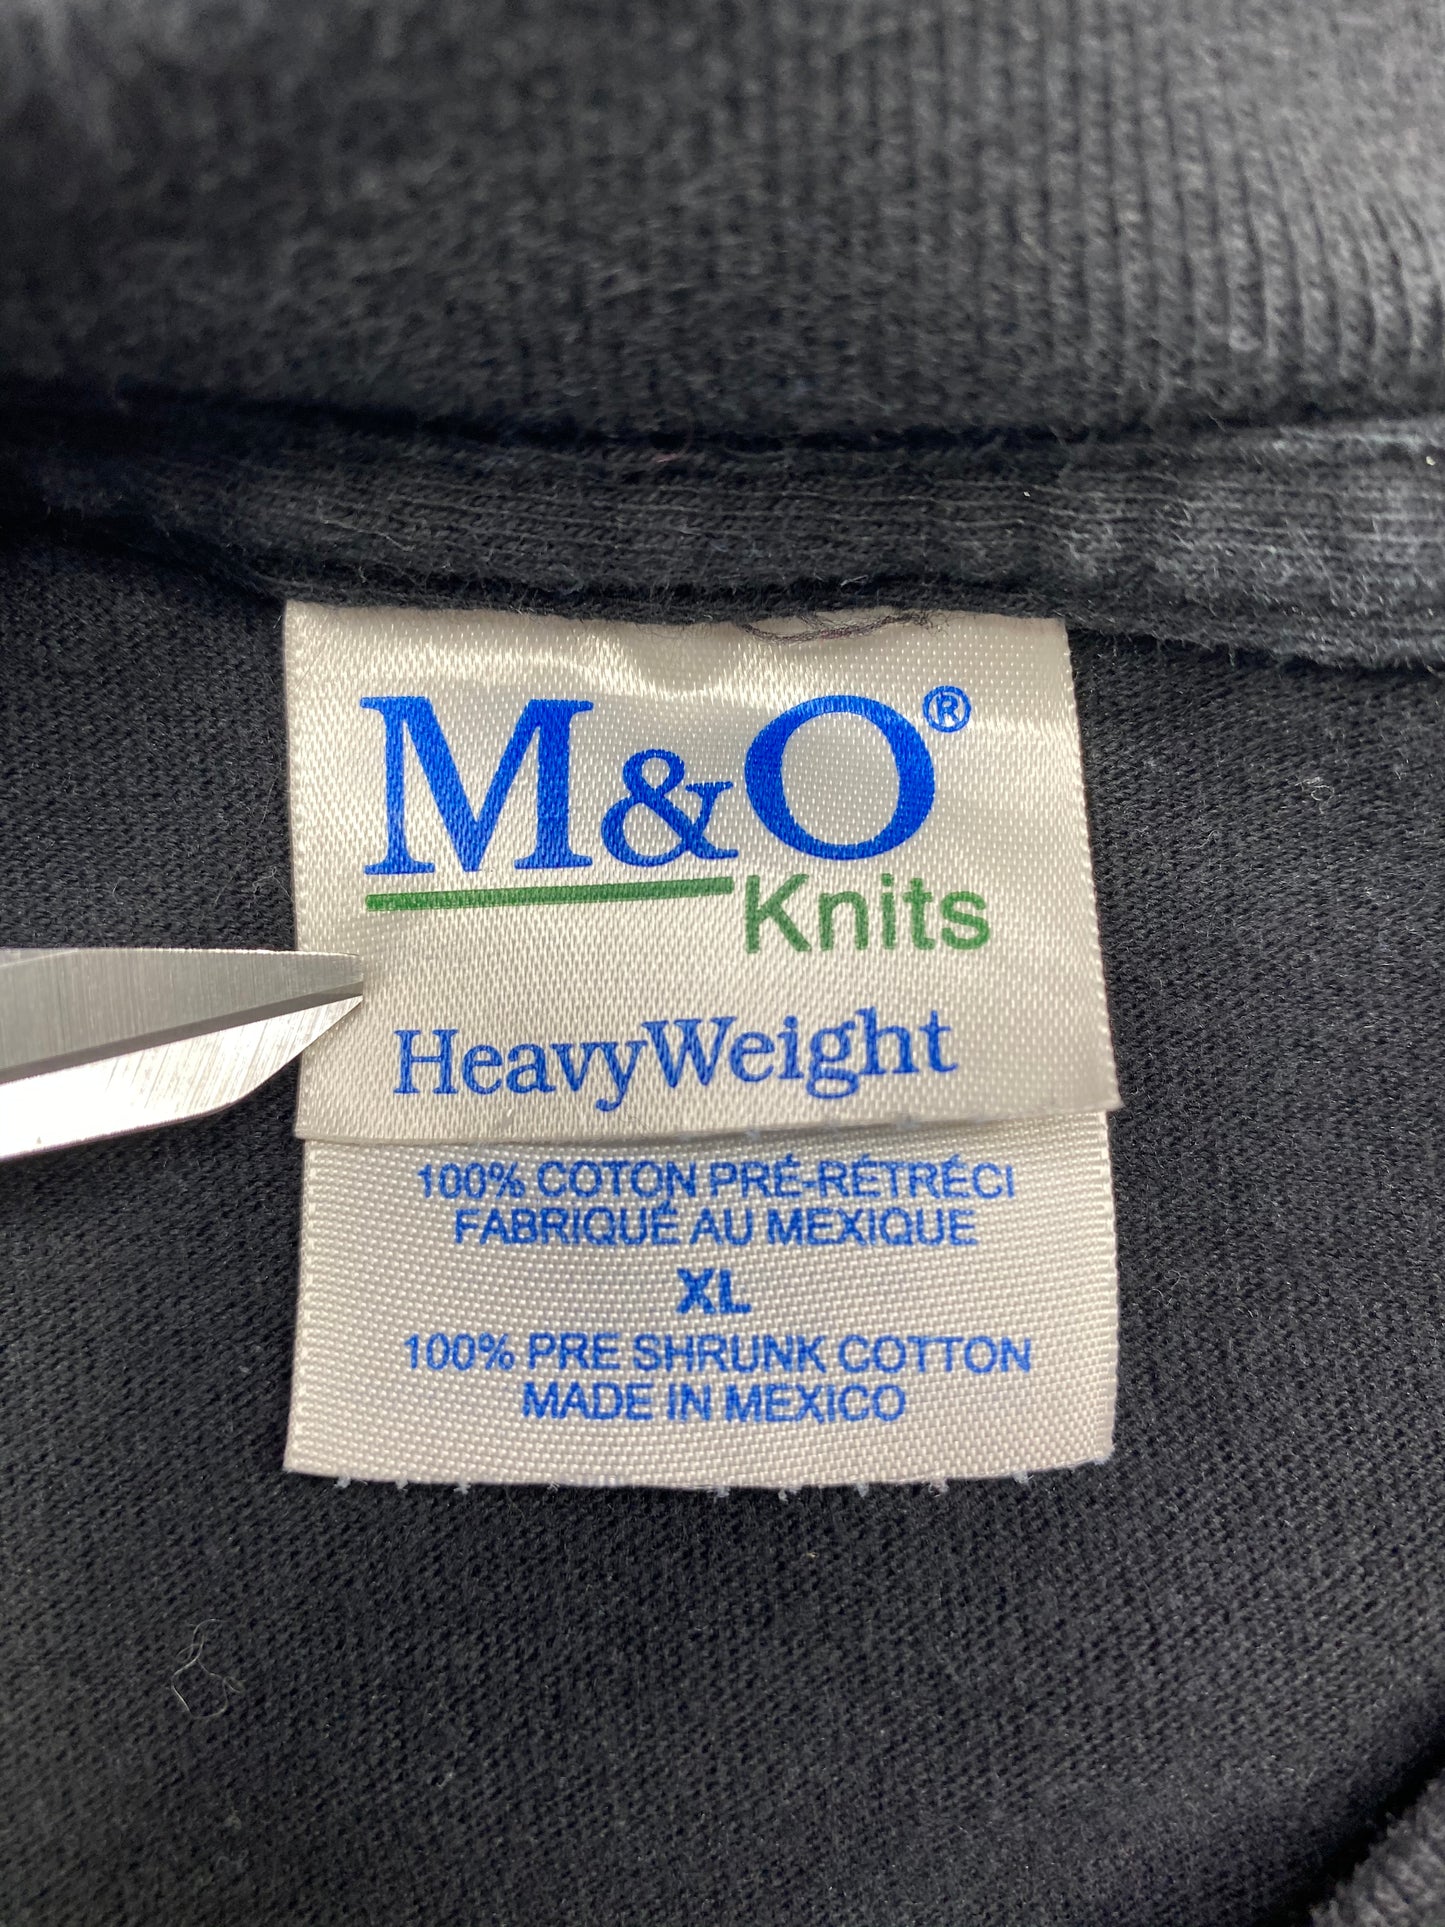 M&O®
Knits
HeavyWeight
100% COTON PRÉ-RÉTRÉCI
FABRIQUÉ AU MEXIQUE
XL
100% PRE SHRUNK COTTON
MADE IN MEXICO